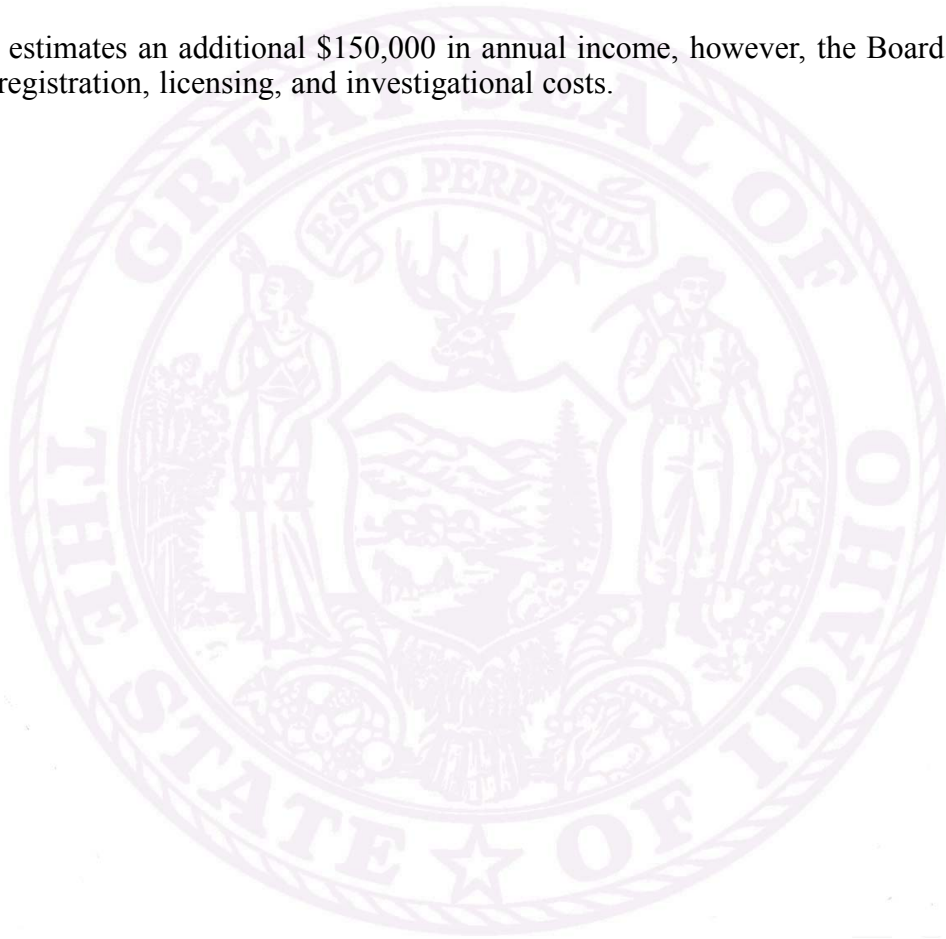 estimates an additional $150,000 in annual income, however, the Board
registration, licensing, and investigational costs.
GREAT SEAL OF
ESTO PERPETUA
THE STATE OF IDAHO